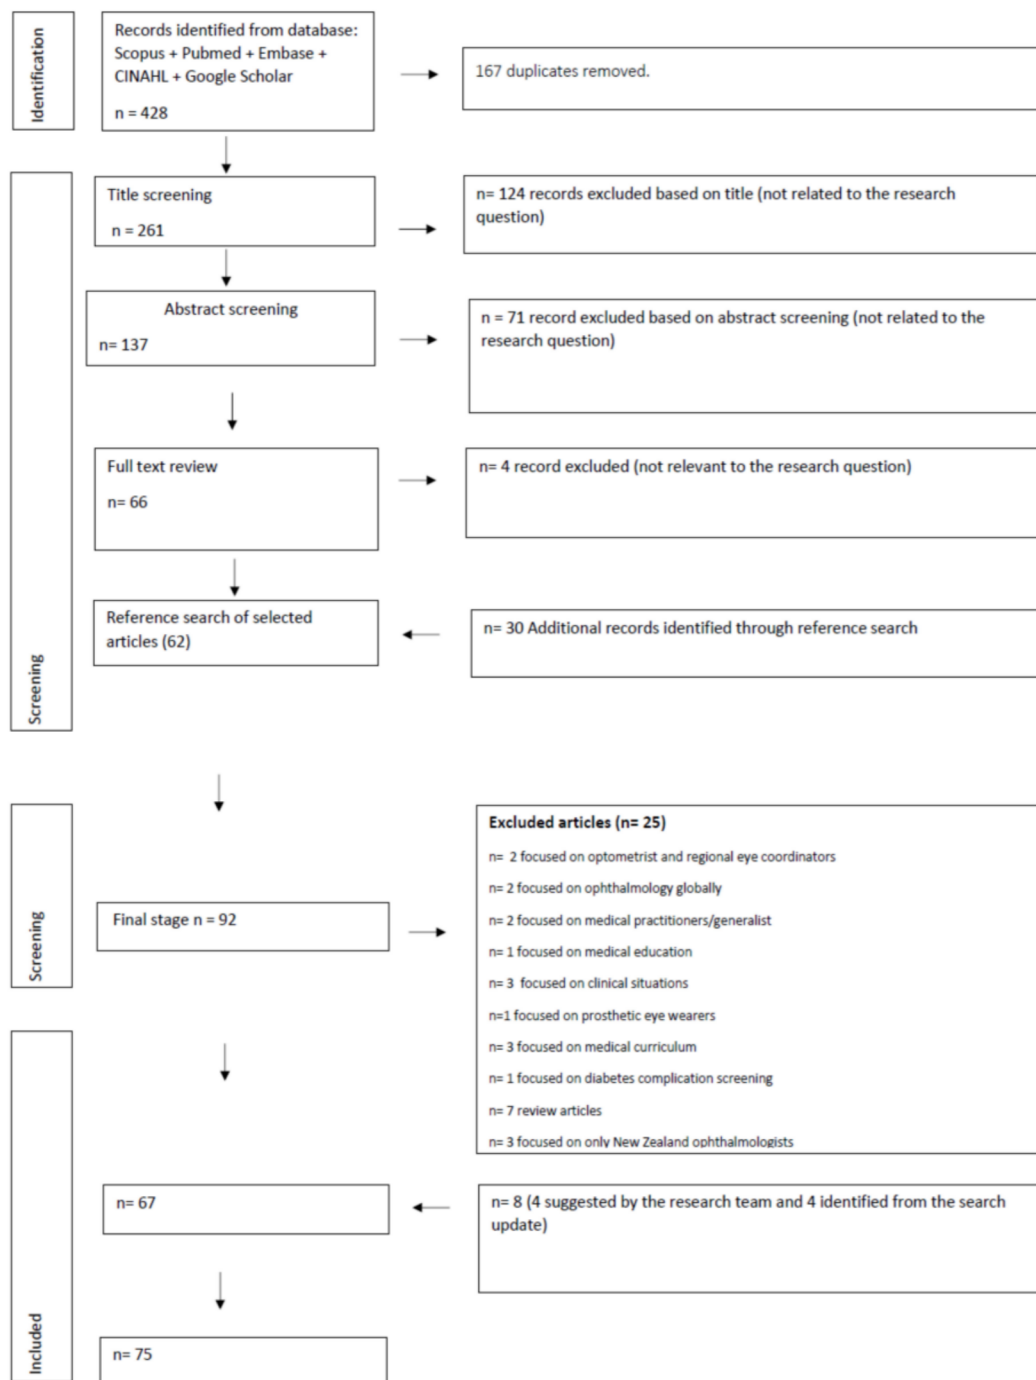 Identification
Records identified from database:
Scopus + Pubmed + Embase +
CINAHL + Google Scholar
n = 428
167 duplicates removed.
Screening
Title screening
n = 261
n= 124 records excluded based on title (not related to the research
question)
Abstract screening
n= 137
n = 71 record excluded based on abstract screening (not related to the
research question)
Full text review
n= 66
n= 4 record excluded (not relevant to the research question)
Reference search of selected
articles (62)
n= 30 Additional records identified through reference search
Screening
Final stage n = 92
Excluded articles (n= 25)
n= 2 focused on optometrist and regional eye coordinators
n= 2 focused on ophthalmology globally
n= 2 focused on medical practitioners/generalist
n= 1 focused on medical education
n= 3 focused on clinical situations
n=1 focused on prosthetic eye wearers
n= 3 focused on medical curriculum
n= 1 focused on diabetes complication screening
n= 7 review articles
n= 3 focused on only New Zealand ophthalmologists
Included
n= 67
n= 8 (4 suggested by the research team and 4 identified from the search
update)
n= 75